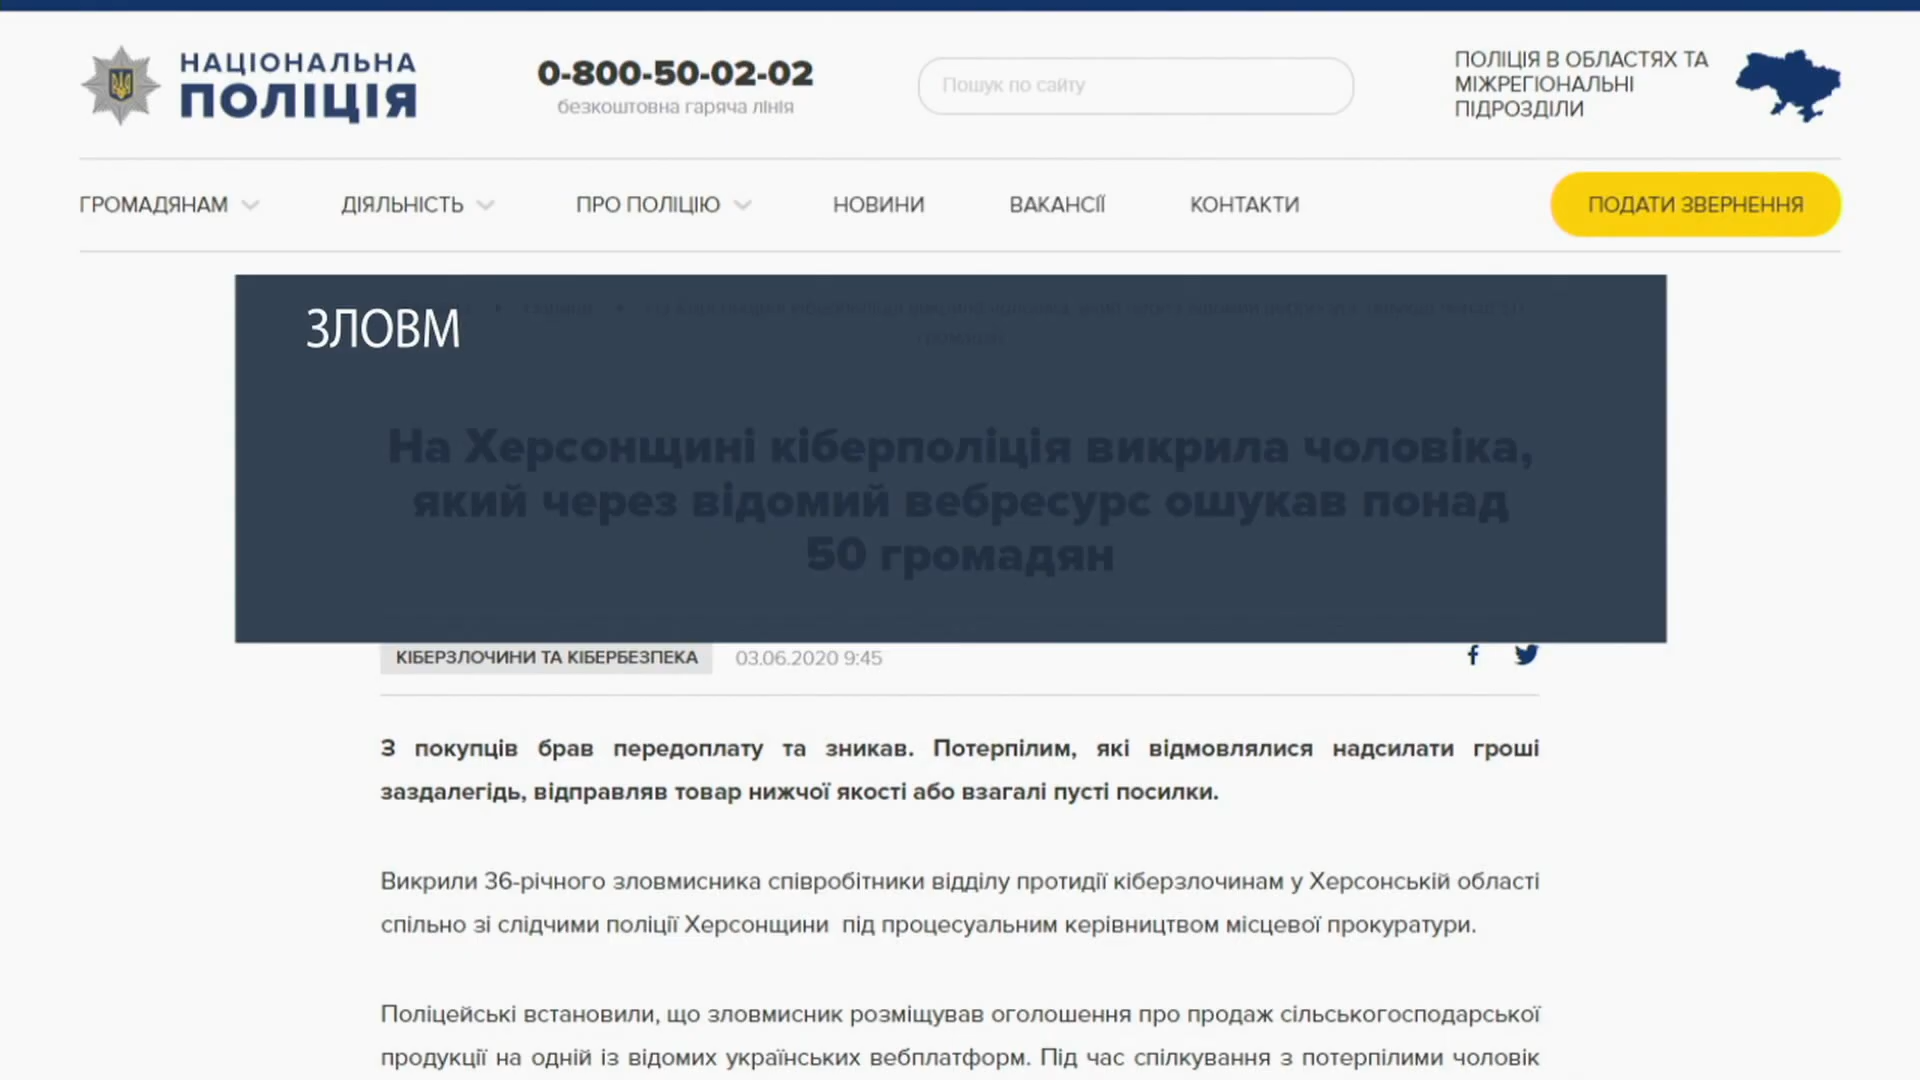 НАЦІОНАЛЬНА
ПОЛІЦІЯ
0-800-50-02-02
безкоштовна гаряча лінія
Пошук по сайту
ПОЛІЦІЯ В ОБЛАСТЯХ ТА
МІЖРЕГІОНАЛЬНІ
ПІДРОЗДІЛИ
ГРОМАДЯНАМ
ДІЯЛЬНІСТЬ
ПРО ПОЛІЦІЮ
НОВИНИ
ВАКАНСІЇ
КОНТАКТИ
ПОДАТИ ЗВЕРНЕННЯ
ЗЛОВМ
На Херсонщині кіберполіція викрила чоловіка,
який через відомий вебресурс ошукав понад
50 громадян
КІБЕРЗЛОЧИНИ ТА КІБЕРБЕЗПЕКА
03.06.2020 9:45
З покупців брав передоплату та зникав. Потерпілим, які відмовлялися надсилати гроші
заздалегідь, відправляв товар нижчої якості або взагалі пусті посилки.
Викрили 36-річного зловмисника співробітники відділу протидії кіберзлочинам у Херсонській області
спільно зі слідчими поліції Херсонщини під процесуальним керівництвом місцевої прокуратури.
Поліцейські встановили, що зловмисник розміщував оголошення про продаж сільськогосподарської
продукції на одній із відомих українських вебплатформ. Під час спілкування з потерпілими чоловік